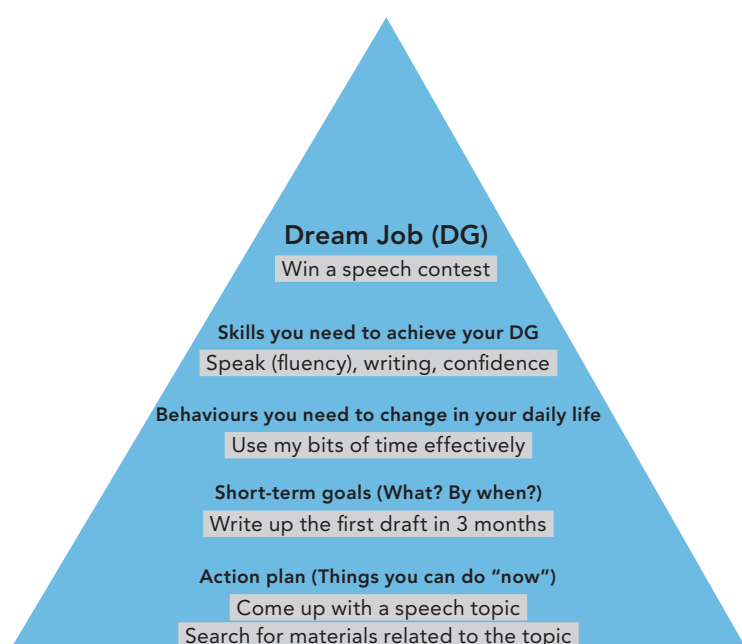 Dream Job (DG)
Win a speech contest
Skills you need to achieve your DG
Speak (fluency), writing, confidence
Behaviours you need to change in your daily life
Use my bits of time effectively
Short-term goals (What? By when?)
Write up the first draft in 3 months
Action plan (Things you can do “now”)
Come up with a speech topic
Search for materials related to the topic